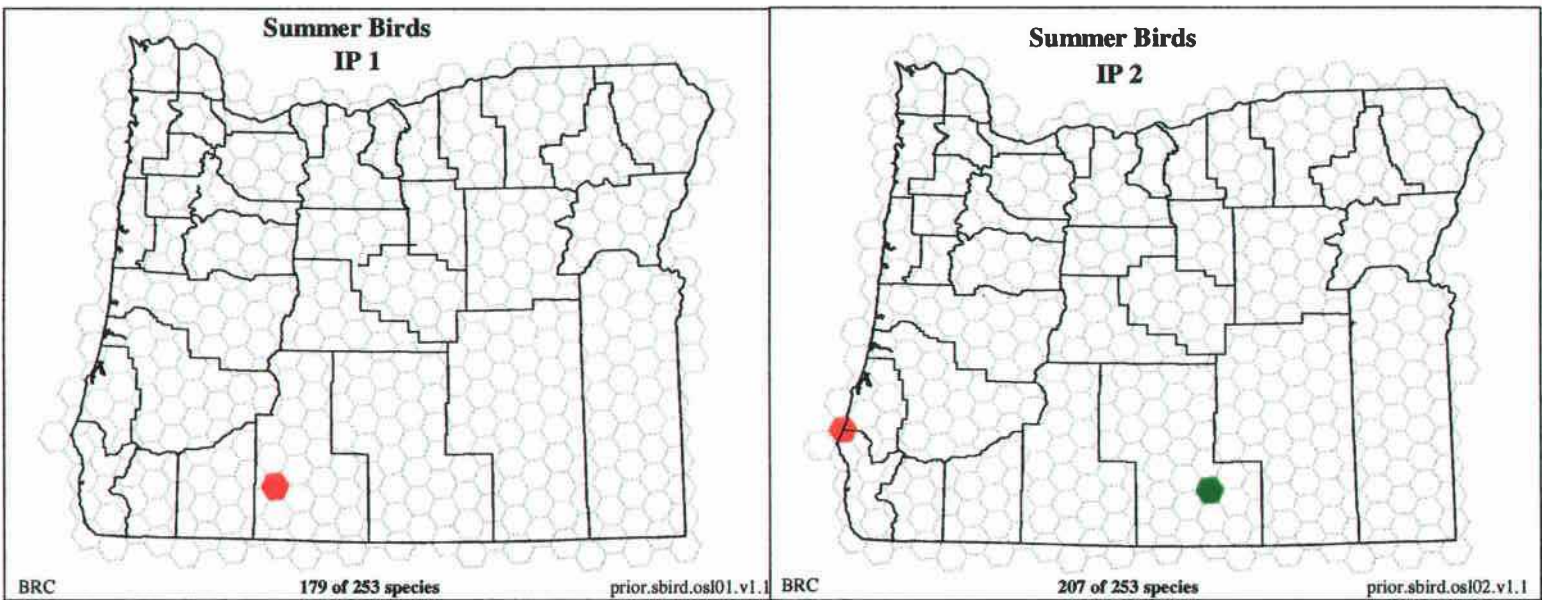 Summer Birds
IP 1
BRC
179 of 253 species
prior.sbird.osl01.v1.1
Summer Birds
IP 2
BRC
207 of 253 species
prior.sbird.osl02.v1.1